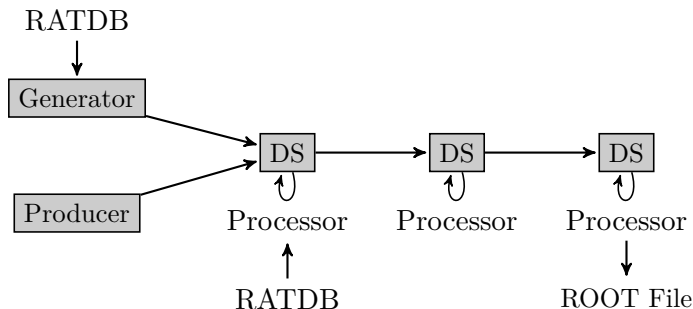 RATDB
Generator
DS
DS
DS
Producer
Processor
Processor
Processor
RATDB
ROOT File